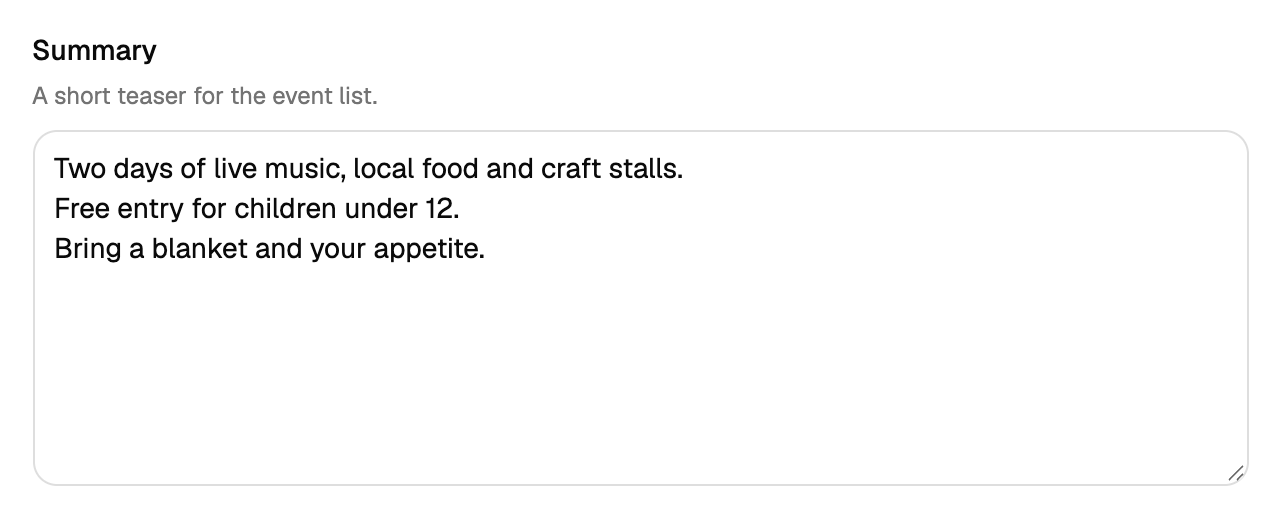 Summary
A short teaser for the event list.
Two days of live music, local food and craft stalls.
Free entry for children under 12.
Bring a blanket and your appetite.